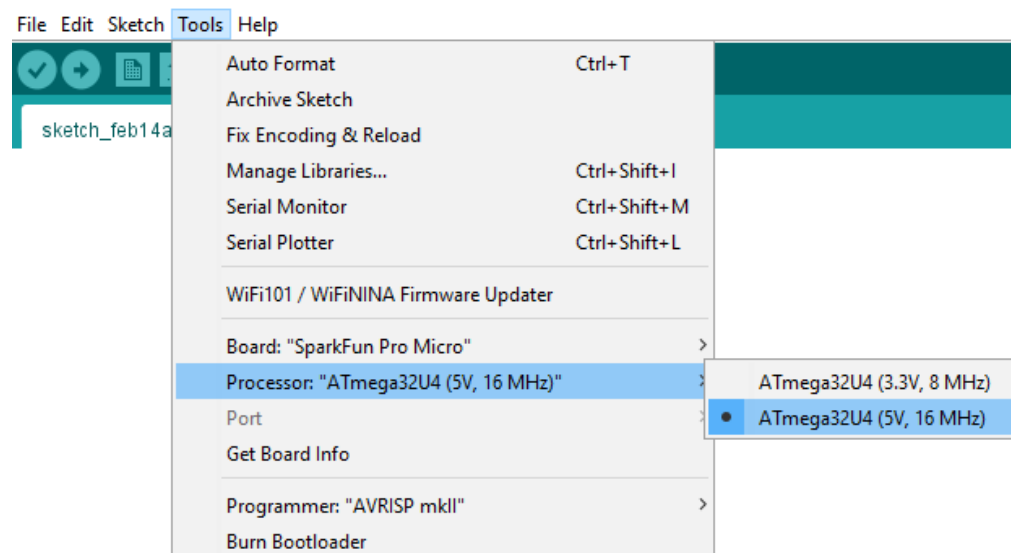 File Edit Sketch Tools Help
sketch_feb14a
Auto Format Ctrl+T
Archive Sketch
Fix Encoding & Reload
Manage Libraries... Ctrl+Shift+I
Serial Monitor Ctrl+Shift+M
Serial Plotter Ctrl+Shift+L
WiFi101 / WiFiNINA Firmware Updater
Board: "SparkFun Pro Micro"
Processor: "ATmega32U4 (5V, 16 MHz)"
Port
Get Board Info
Programmer: "AVRISP mkII"
Burn Bootloader
ATmega32U4 (3.3V, 8 MHz)
ATmega32U4 (5V, 16 MHz)